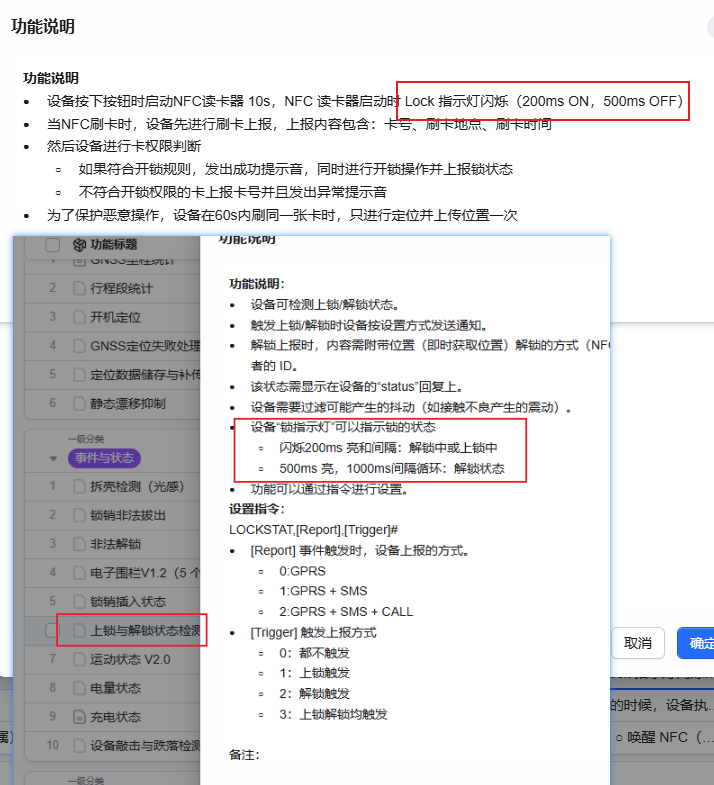 功能说明
功能说明
设备按下按钮时启动NFC读卡器 10s，NFC 读卡器启动时 Lock 指示灯闪烁（200ms ON，500ms OFF）
当NFC刷卡时，设备先进行刷卡上报，上报内容包含：卡号、刷卡地点、刷卡时间
然后设备进行卡权限判断
如果符合开锁规则，发出成功提示音，同时进行开锁操作并上报锁状态
不符合开锁权限的卡上报卡号并且发出异常提示音
为了保护恶意操作，设备在60s内刷同一张卡时，只进行定位并上传位置一次
功能标题
1 GNSS里程统计
2 行程段统计
3 开机定位
4 GNSS定位失败处理
5 定位数据储存与补传
6 静态漂移抑制
一级分类
事件与状态
1 拆壳检测（光感）
2 锁销非法拔出
3 非法解锁
4 电子围栏V1.2（5 个
5 锁销插入状态
上锁与解锁状态检测
7 运动状态 V2.0
8 电量状态
9 充电状态
10 设备敲击与跌落检测
一级分类
功能说明
功能说明：
设备可检测上锁/解锁状态。
触发上锁/解锁时设备按设置方式发送通知。
解锁上报时，内容需附带位置（即时获取位置）解锁的方式（NFC
者的 ID。
该状态需显示在设备的“status”回复上。
设备需要过滤可能产生的抖动（如接触不良产生的震动）。
设备“锁指示灯”可以指示锁的状态
闪烁200ms 亮和间隔：解锁中或上锁中
500ms 亮，1000ms间隔循环：解锁状态
功能可以通过指令进行设置。
设置指令：
LOCKSTAT,[Report],[Trigger]#
[Report] 事件触发时，设备上报的方式。
0:GPRS
1:GPRS + SMS
2:GPRS + SMS + CALL
[Trigger] 触发上报方式
0：都不触发
1：上锁触发
2：解锁触发
3：上锁解锁均触发
备注：
取消
确定
的时候，设备执...
属）
唤醒 NFC（...